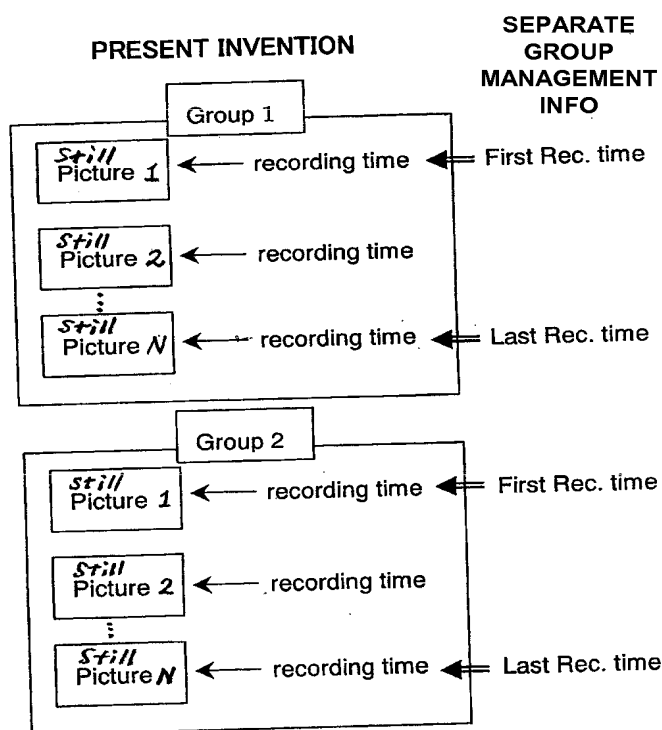 PRESENT INVENTION
SEPARATE
GROUP
MANAGEMENT
INFO
Group 1
Still
Picture 1
recording time
First Rec. time
Still
Picture 2
recording time
Still
Picture N
recording time
Last Rec. time
Group 2
Still
Picture 1
recording time
First Rec. time
Still
Picture 2
recording time
Still
Picture N
recording time
Last Rec. time